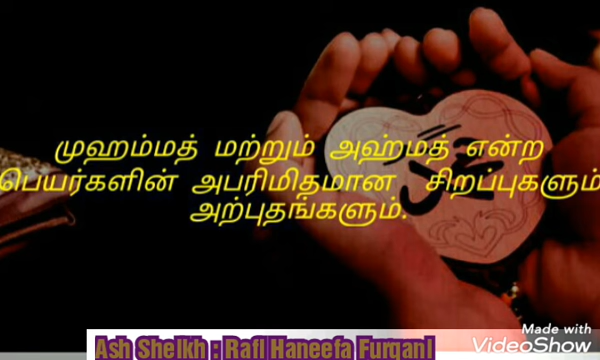 முஹம்மத் மற்றும் அஹ்மத் என்ற
பெயர்களின் அபரிமிதமான சிறப்புகளும்
அற்புதங்களும்.
Made with
VideoShow
Ash Sheikh : Rafi Haneefa Furqani